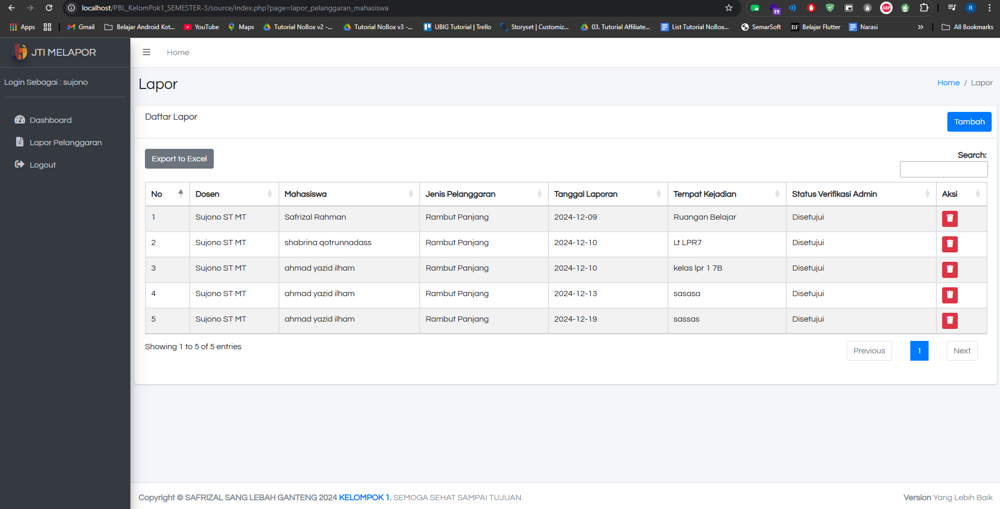 localhost/PBL_KelomPok1_SEMESTER-3/source/index.php?page=lapor_pelanggaran_mahasiswa
19
ABP
R
Apps
Gmail
Belajar Android Kot...
YouTube
Maps
Tutorial NoBox v2 -...
Tutorial NoBox v3 -...
UBIG Tutorial | Trello
Storyset | Customiz...
03. Tutorial Affiliate...
List Tutorial NoBox...
SemarSoft
BF Belajar Flutter
Narasi
All Bookmarks
JTI MELAPOR
Home
Login Sebagai : sujono
Dashboard
Lapor Pelanggaran
Logout
Lapor
Home / Lapor
Daftar Lapor
Tambah
Export to Excel
Search:
No Dosen Mahasiswa Jenis Pelanggaran Tanggal Laporan Tempat Kejadian Status Verifikasi Admin Aksi
1 Sujono ST MT Safrizal Rahman Rambut Panjang 2024-12-09 Ruangan Belajar Disetujui
2 Sujono ST MT shabrina qotrunnadass Rambut Panjang 2024-12-10 Lt LPR7 Disetujui
3 Sujono ST MT ahmad yazid ilham Rambut Panjang 2024-12-10 kelas lpr 1 7B Disetujui
4 Sujono ST MT ahmad yazid ilham Rambut Panjang 2024-12-13 sasasa Disetujui
5 Sujono ST MT ahmad yazid ilham Rambut Panjang 2024-12-19 sassas Disetujui
Showing 1 to 5 of 5 entries
Previous 1 Next
Copyright © SAFRIZAL SANG LEBAH GANTENG 2024 KELOMPOK 1. SEMOGA SEHAT SAMPAI TUJUAN.
Version Yang Lebih Baik